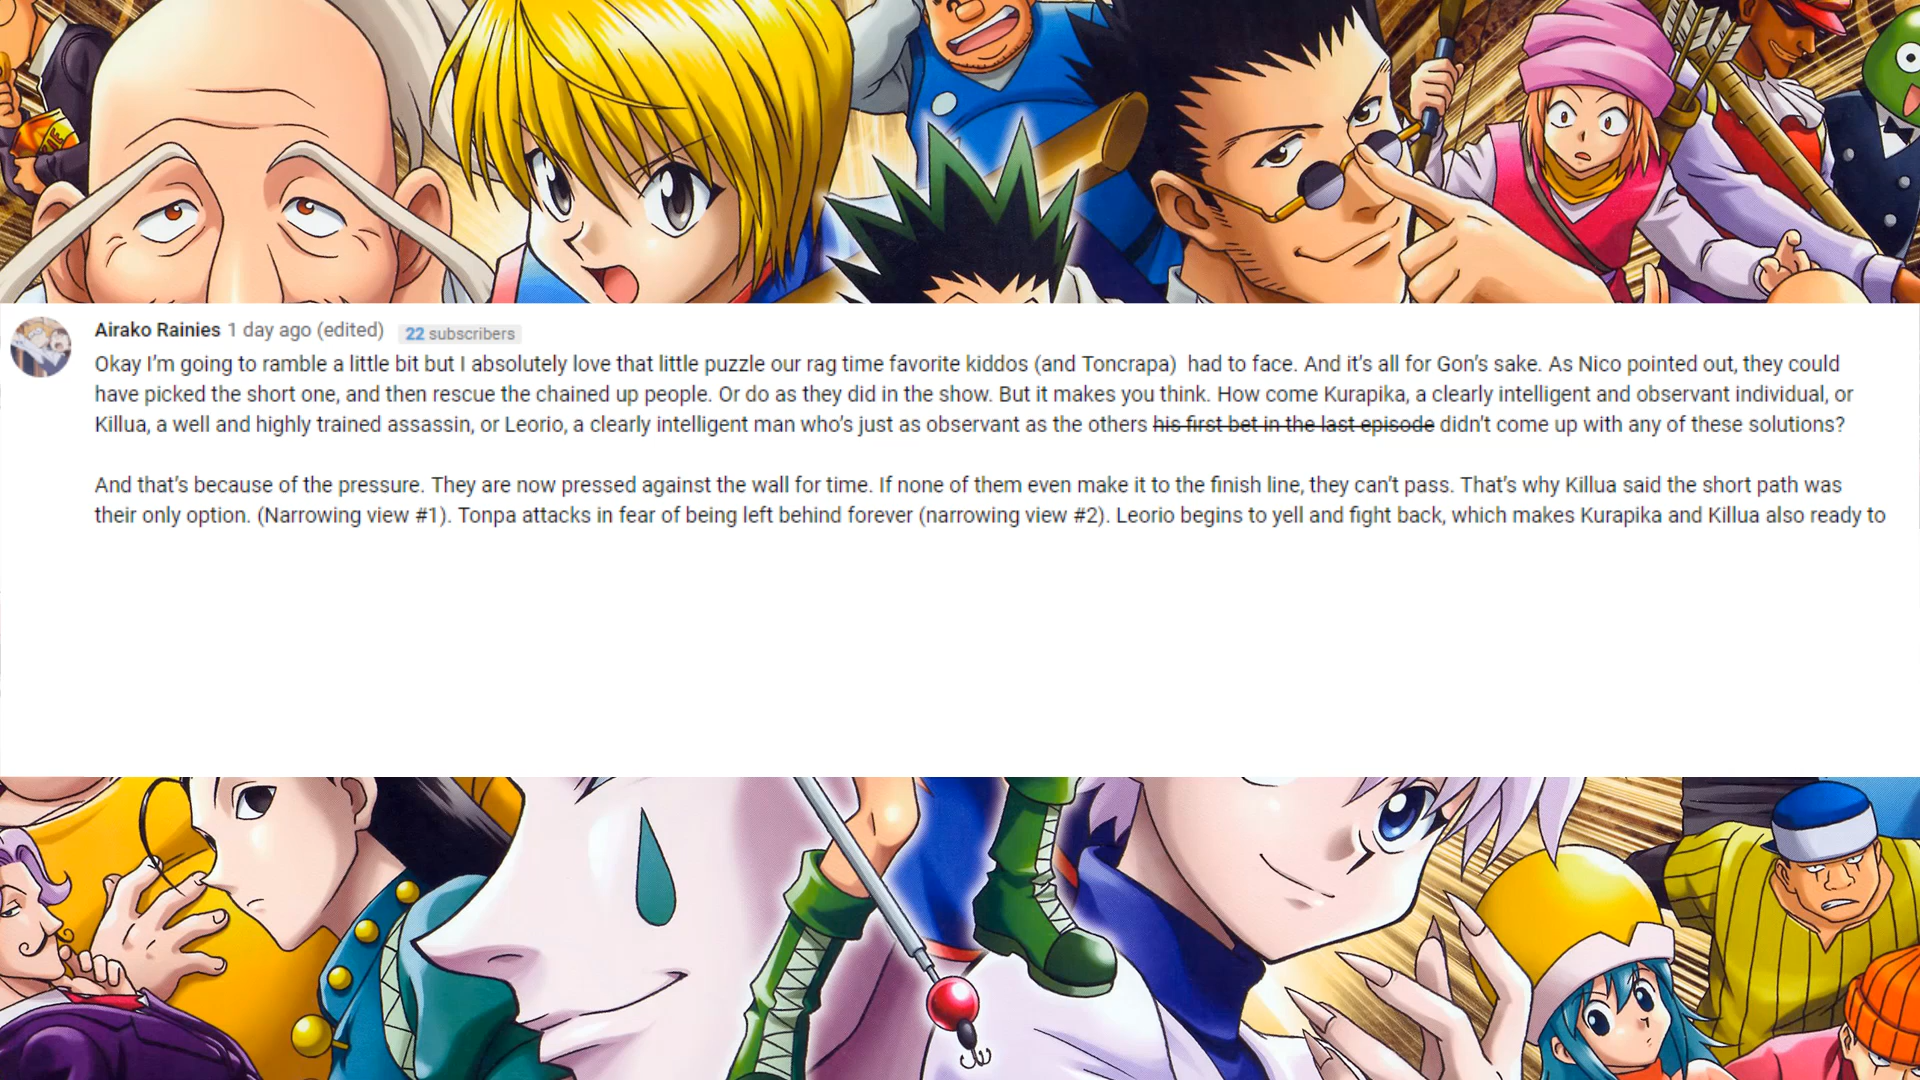 Airako Rainies 1 day ago (edited) 22 subscribers
Okay I’m going to ramble a little bit but I absolutely love that little puzzle our rag time favorite kiddos (and Toncrapa)  had to face. And it’s all for Gon’s sake. As Nico pointed out, they could
have picked the short one, and then rescue the chained up people. Or do as they did in the show. But it makes you think. How come Kurapika, a clearly intelligent and observant individual, or
Killua, a well and highly trained assassin, or Leorio, a clearly intelligent man who’s just as observant as the others his first bet in the last episode didn’t come up with any of these solutions?
And that’s because of the pressure. They are now pressed against the wall for time. If none of them even make it to the finish line, they can’t pass. That’s why Killua said the short path was
their only option. (Narrowing view #1). Tonpa attacks in fear of being left behind forever (narrowing view #2). Leorio begins to yell and fight back, which makes Kurapika and Killua also ready to